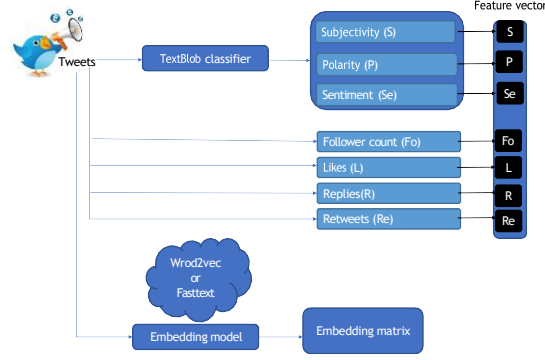 Feature vector
Subjectivity (S)
S
Tweets
TextBlob classifier
Polarity (P)
P
Sentiment (Se)
Se
Follower count (Fo)
Fo
Likes (L)
L
Replies(R)
R
Retweets (Re)
Re
Wrod2vec
or
Fasttext
Embedding model
Embedding matrix